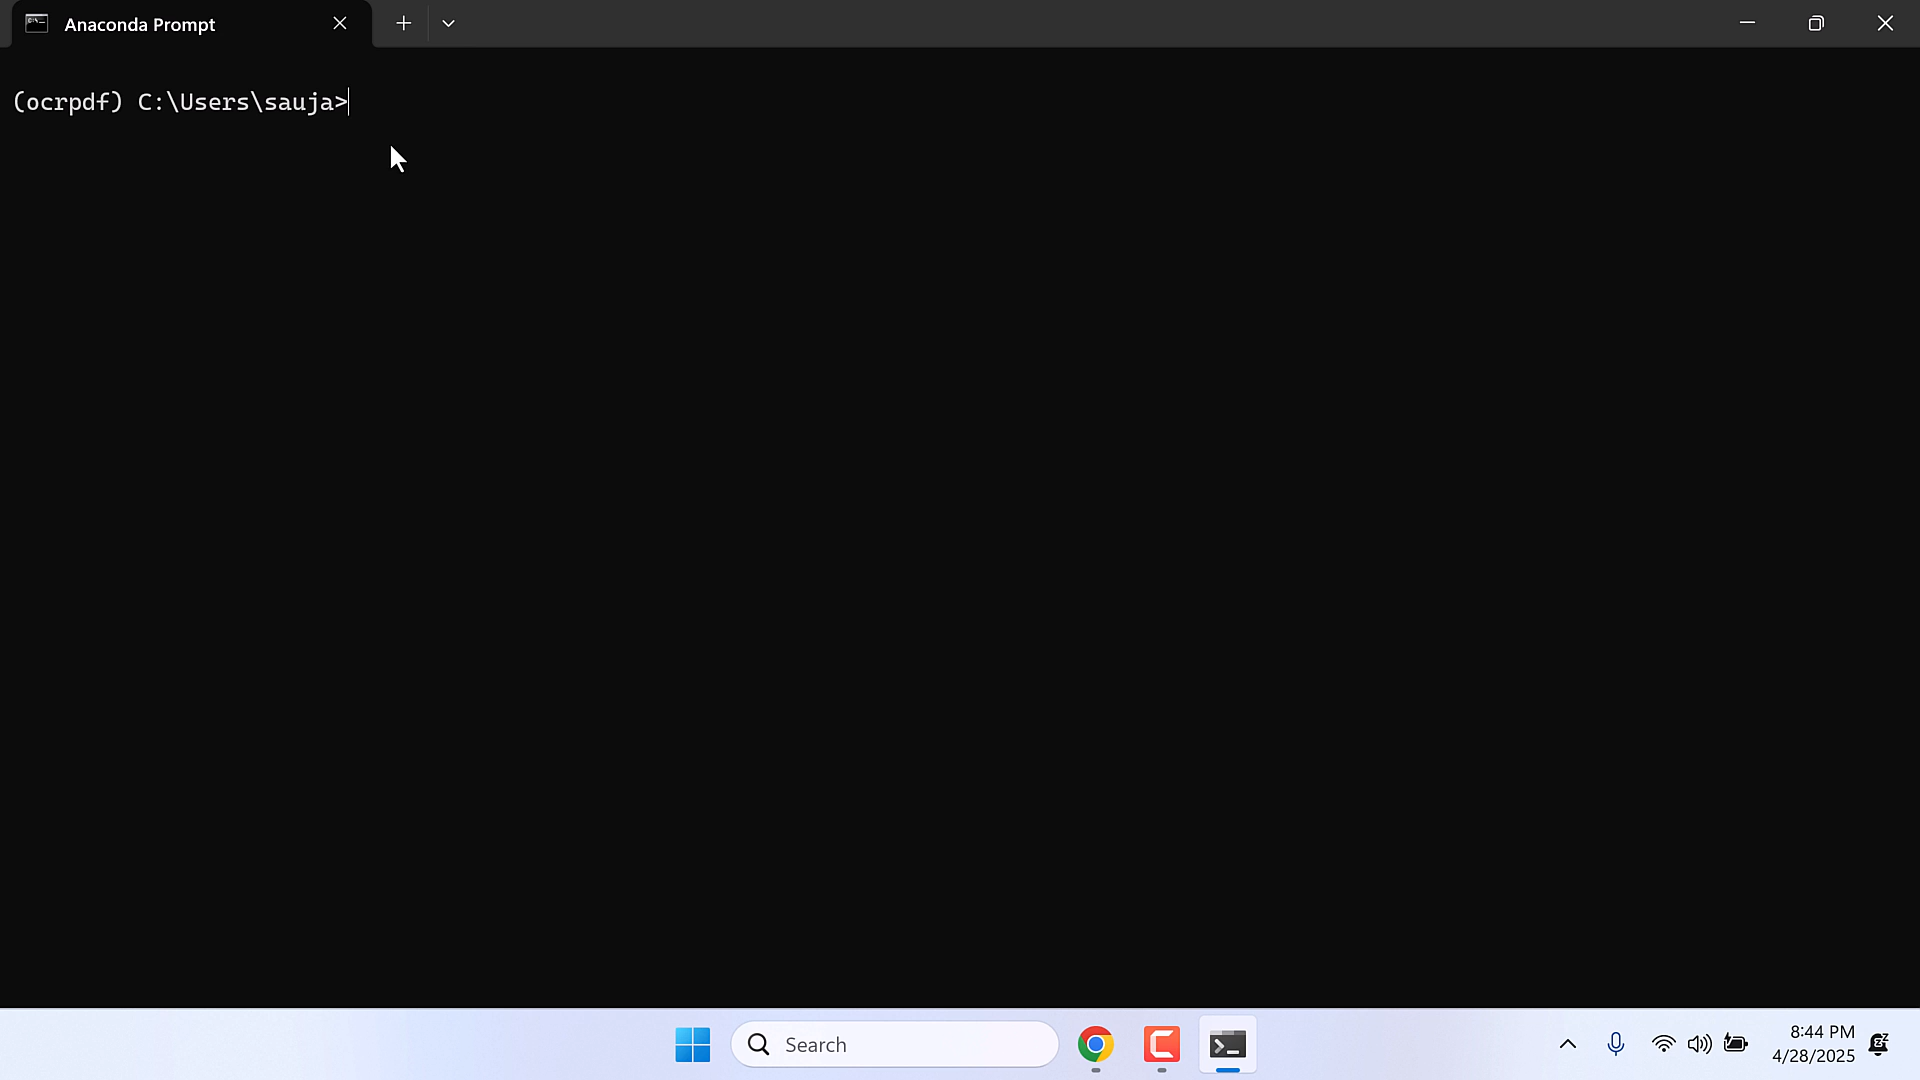 Anaconda Prompt
(ocrpdf) C:\Users\sauja>
Search
8:44 PM
4/28/2025